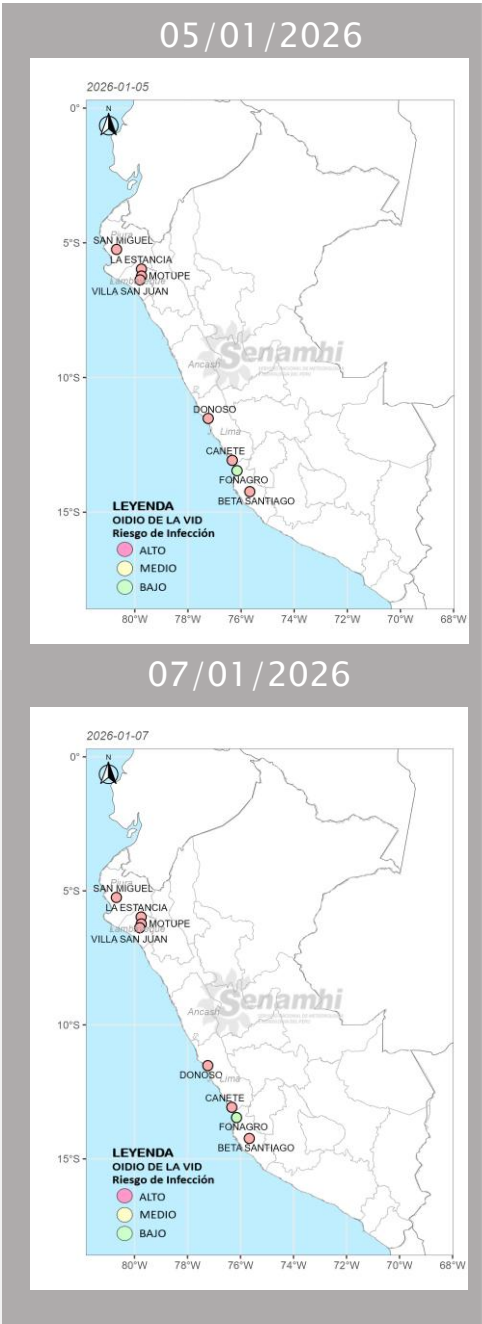 05/01/2026
2026-01-05
0°
N
Piura
SAN MIGUEL
5°S
LA ESTANCIA
MOTUPE
Lambayeque
VILLA SAN JUAN
Senamhi
Ancash
10°S
DONOSO
Lima
CANETE
FONAGRO
BETA SANTIAGO
LEYENDA
OIDIO DE LA VID
15°S
Riesgo de Infección
ALTO
MEDIO
BAJO
80°W 78°W 76°W 74°W 72°W 70°W 68°W
07/01/2026
2026-01-07
0°
N
Piura
SAN MIGUEL
5°S
LA ESTANCIA
MOTUPE
Lambayeque
VILLA SAN JUAN
Senamhi
Ancash
10°S
DONOSO
Lima
CANETE
FONAGRO
BETA SANTIAGO
LEYENDA
15°S
OIDIO DE LA VID
Riesgo de Infección
ALTO
MEDIO
BAJO
80°W 78°W 76°W 74°W 72°W 70°W 68°W